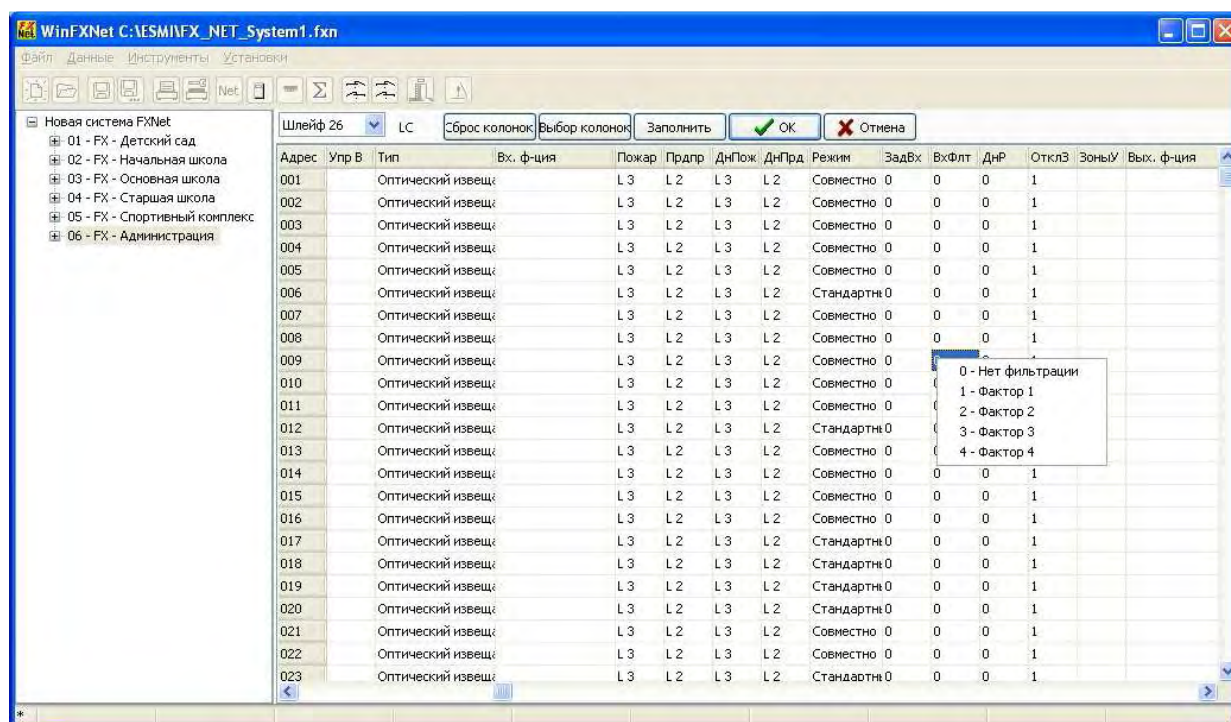 WinFXNet C:\ESMI\FX_NET_System1.fxn
Файл Данные Инструменты Установки
Net Σ
Новая система FXNet
01 - FX - Детский сад
02 - FX - Начальная школа
03 - FX - Основная школа
04 - FX - Старшая школа
05 - FX - Спортивный комплекс
06 - FX - Администрация
Шлейф 26 LC Сброс колонок Выбор колонок Заполнить OK Отмена
Адрес Упр В Тип Вх. ф-ция Пожар Прдпр ДнПож ДнПрд Режим ЗадВх ВхФлт ДнР ОтклЗ ЗоныУ Вых. ф-ция
001 Оптический извеща L 3 L 2 L 3 L 2 Совместно 0 0 0 1
002 Оптический извеща L 3 L 2 L 3 L 2 Совместно 0 0 0 1
003 Оптический извеща L 3 L 2 L 3 L 2 Совместно 0 0 0 1
004 Оптический извеща L 3 L 2 L 3 L 2 Совместно 0 0 0 1
005 Оптический извеща L 3 L 2 L 3 L 2 Совместно 0 0 0 1
006 Оптический извеща L 3 L 2 L 3 L 2 Стандартн 0 0 0 1
007 Оптический извеща L 3 L 2 L 3 L 2 Совместно 0 0 0 1
008 Оптический извеща L 3 L 2 L 3 L 2 Совместно 0 0 0 1
009 Оптический извеща L 3 L 2 L 3 L 2 Совместно 0
010 Оптический извеща L 3 L 2 L 3 L 2 Совместно 0
011 Оптический извеща L 3 L 2 L 3 L 2 Совместно 0
012 Оптический извеща L 3 L 2 L 3 L 2 Стандартн 0
013 Оптический извеща L 3 L 2 L 3 L 2 Совместно 0
0 - Нет фильтрации
1 - Фактор 1
2 - Фактор 2
3 - Фактор 3
4 - Фактор 4
014 Оптический извеща L 3 L 2 L 3 L 2 Совместно 0 0 0 1
015 Оптический извеща L 3 L 2 L 3 L 2 Совместно 0 0 0 1
016 Оптический извеща L 3 L 2 L 3 L 2 Совместно 0 0 0 1
017 Оптический извеща L 3 L 2 L 3 L 2 Стандартн 0 0 0 1
018 Оптический извеща L 3 L 2 L 3 L 2 Стандартн 0 0 0 1
019 Оптический извеща L 3 L 2 L 3 L 2 Стандартн 0 0 0 1
020 Оптический извеща L 3 L 2 L 3 L 2 Стандартн 0 0 0 1
021 Оптический извеща L 3 L 2 L 3 L 2 Совместно 0 0 0 1
022 Оптический извеща L 3 L 2 L 3 L 2 Совместно 0 0 0 1
023 Оптический извеща L 3 L 2 L 3 L 2 Стандартн 0 0 0 1
*